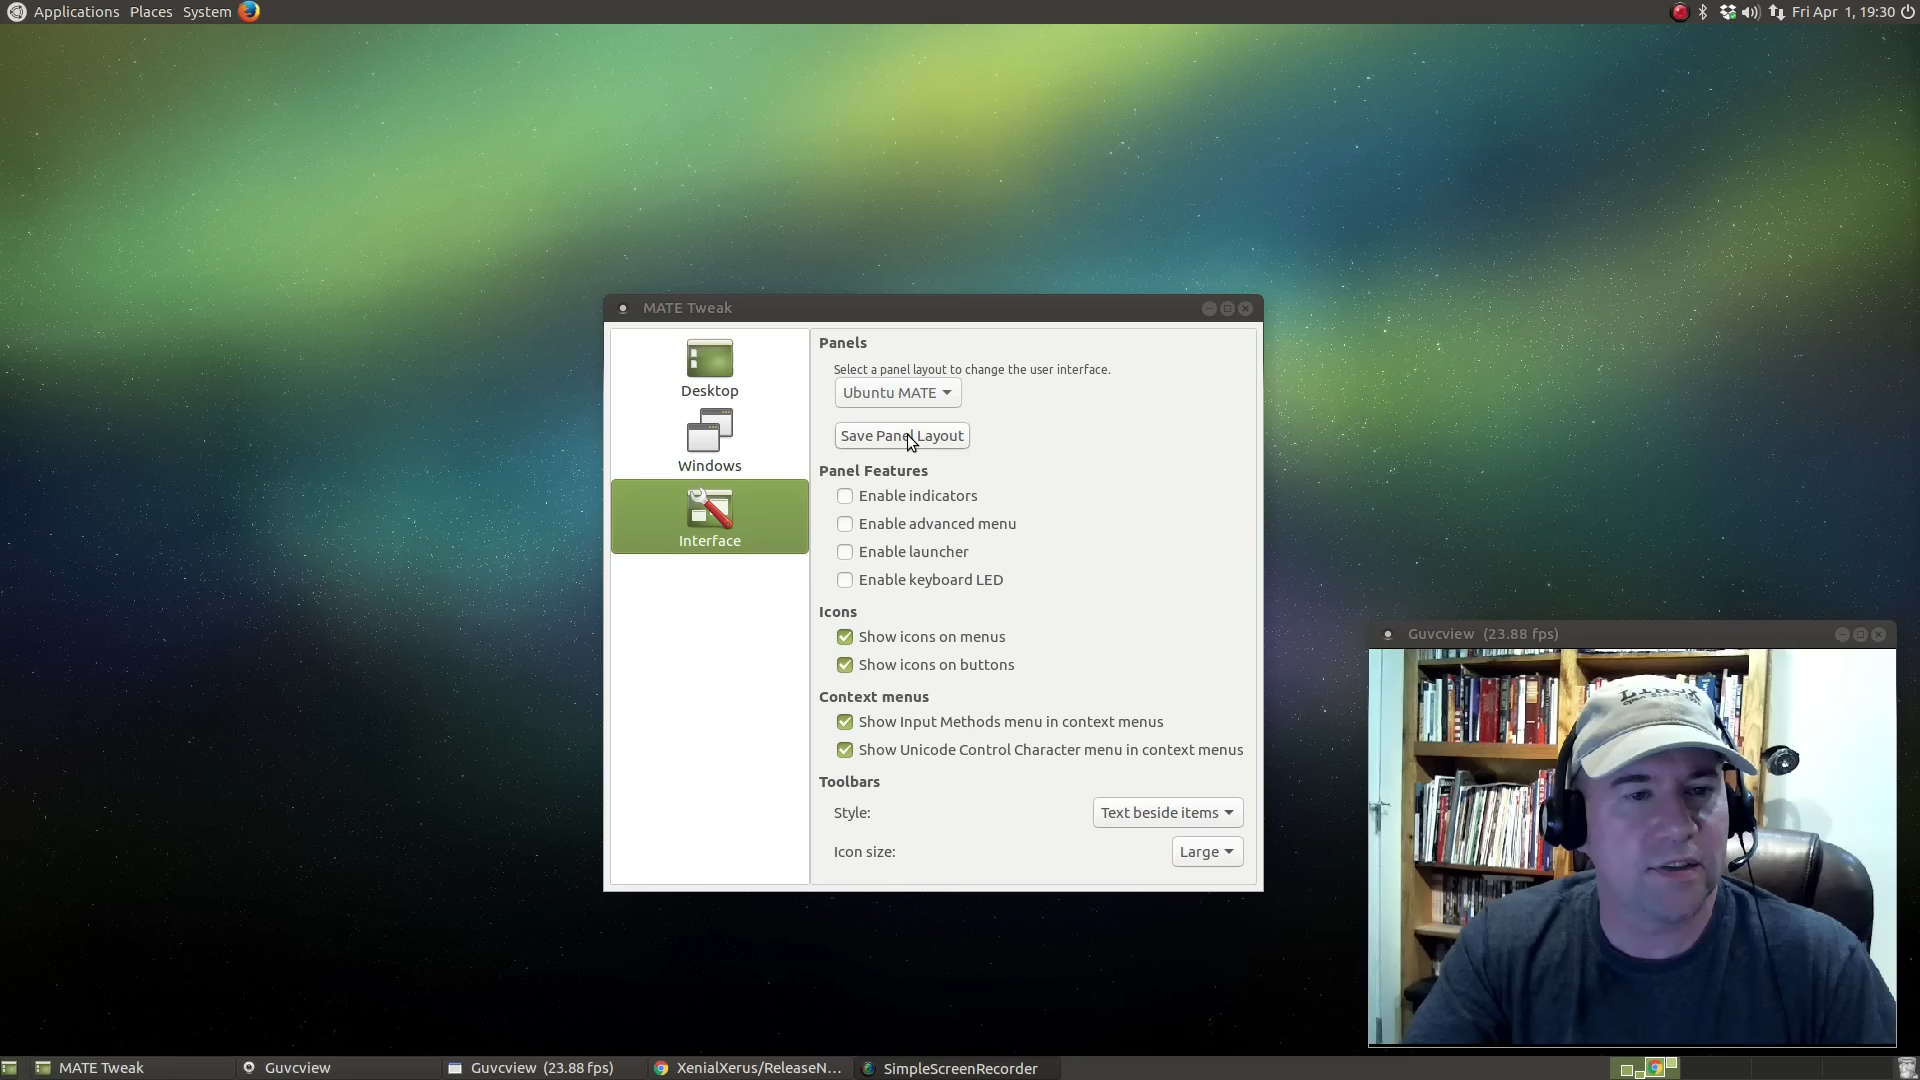 Applications Places System
Fri Apr 1, 19:30
MATE Tweak
Desktop
Windows
Interface
Panels
Select a panel layout to change the user interface.
Ubuntu MATE
Save Panel Layout
Panel Features
Enable indicators
Enable advanced menu
Enable launcher
Enable keyboard LED
Icons
Show icons on menus
Show icons on buttons
Context menus
Show Input Methods menu in context menus
Show Unicode Control Character menu in context menus
Toolbars
Style: Text beside items
Icon size: Large
Guvcview (23.88 fps)
LINUX
MATE Tweak
Guvcview
Guvcview (23.88 fps)
XenialXerus/ReleaseN...
SimpleScreenRecorder